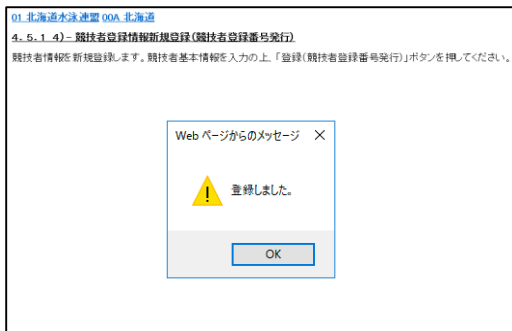 01 北海道水泳連盟 00A 北海道
4．5．1 4）- 競技者登録情報新規登録（競技者登録番号発行）
競技者情報を新規登録します。競技者基本情報を入力の上、「登録(競技者登録番号発行)」ボタンを押してください。
Web ページからのメッセージ
登録しました。
OK